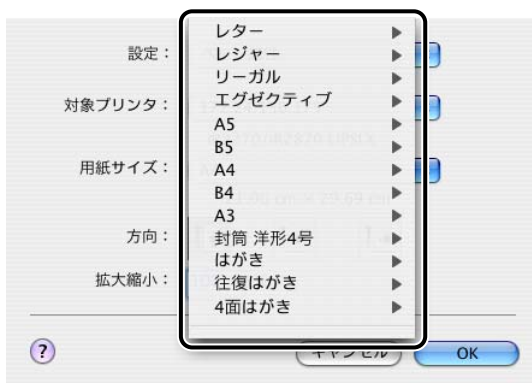 設定：
対象プリンタ：
用紙サイズ：
方向：
拡大縮小：
レター
レジャー
リーガル
エグゼクティブ
A5
B5
A4
B4
A3
封筒 洋形4号
はがき
往復はがき
4面はがき
?
キャンセル
OK